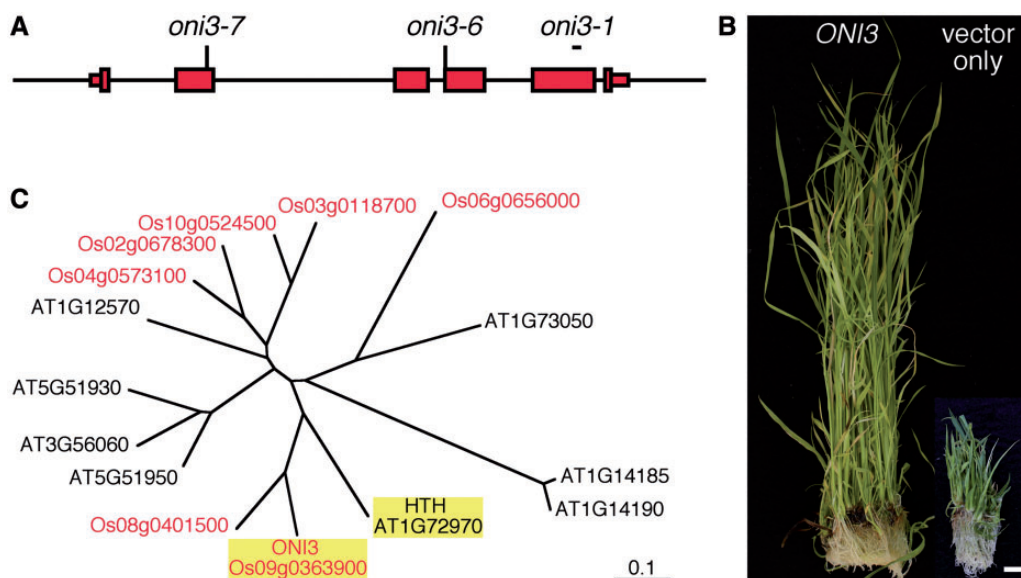 A
oni3-7
oni3-6
oni3-1
B
ONI3
vector
only
C
Os03g0118700
Os06g0656000
Os10g0524500
Os02g0678300
Os04g0573100
AT1G12570
AT1G73050
AT5G51930
AT3G56060
AT5G51950
AT1G14185
AT1G14190
HTH
AT1G72970
Os08g0401500
ONI3
Os09g0363900
0.1